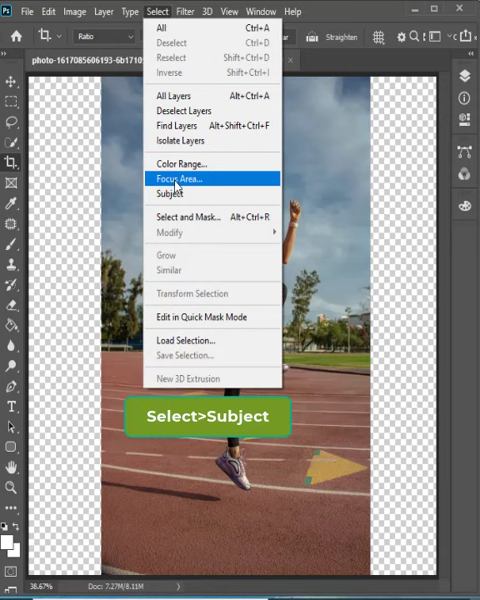 Ps File Edit Image Layer Type Select Filter 3D View Window Help
Ratio
Straighten
photo-1617085606193-6b1710
All Ctrl+A
Deselect Ctrl+D
Reselect Shift+Ctrl+D
Inverse Shift+Ctrl+I
All Layers Alt+Ctrl+A
Deselect Layers
Find Layers Alt+Shift+Ctrl+F
Isolate Layers
Color Range...
Focus Area...
Subject
Select and Mask... Alt+Ctrl+R
Modify
Grow
Similar
Transform Selection
Edit in Quick Mask Mode
Load Selection...
Save Selection...
New 3D Extrusion
Select>Subject
38.67% Doc: 7.27M/8.11M